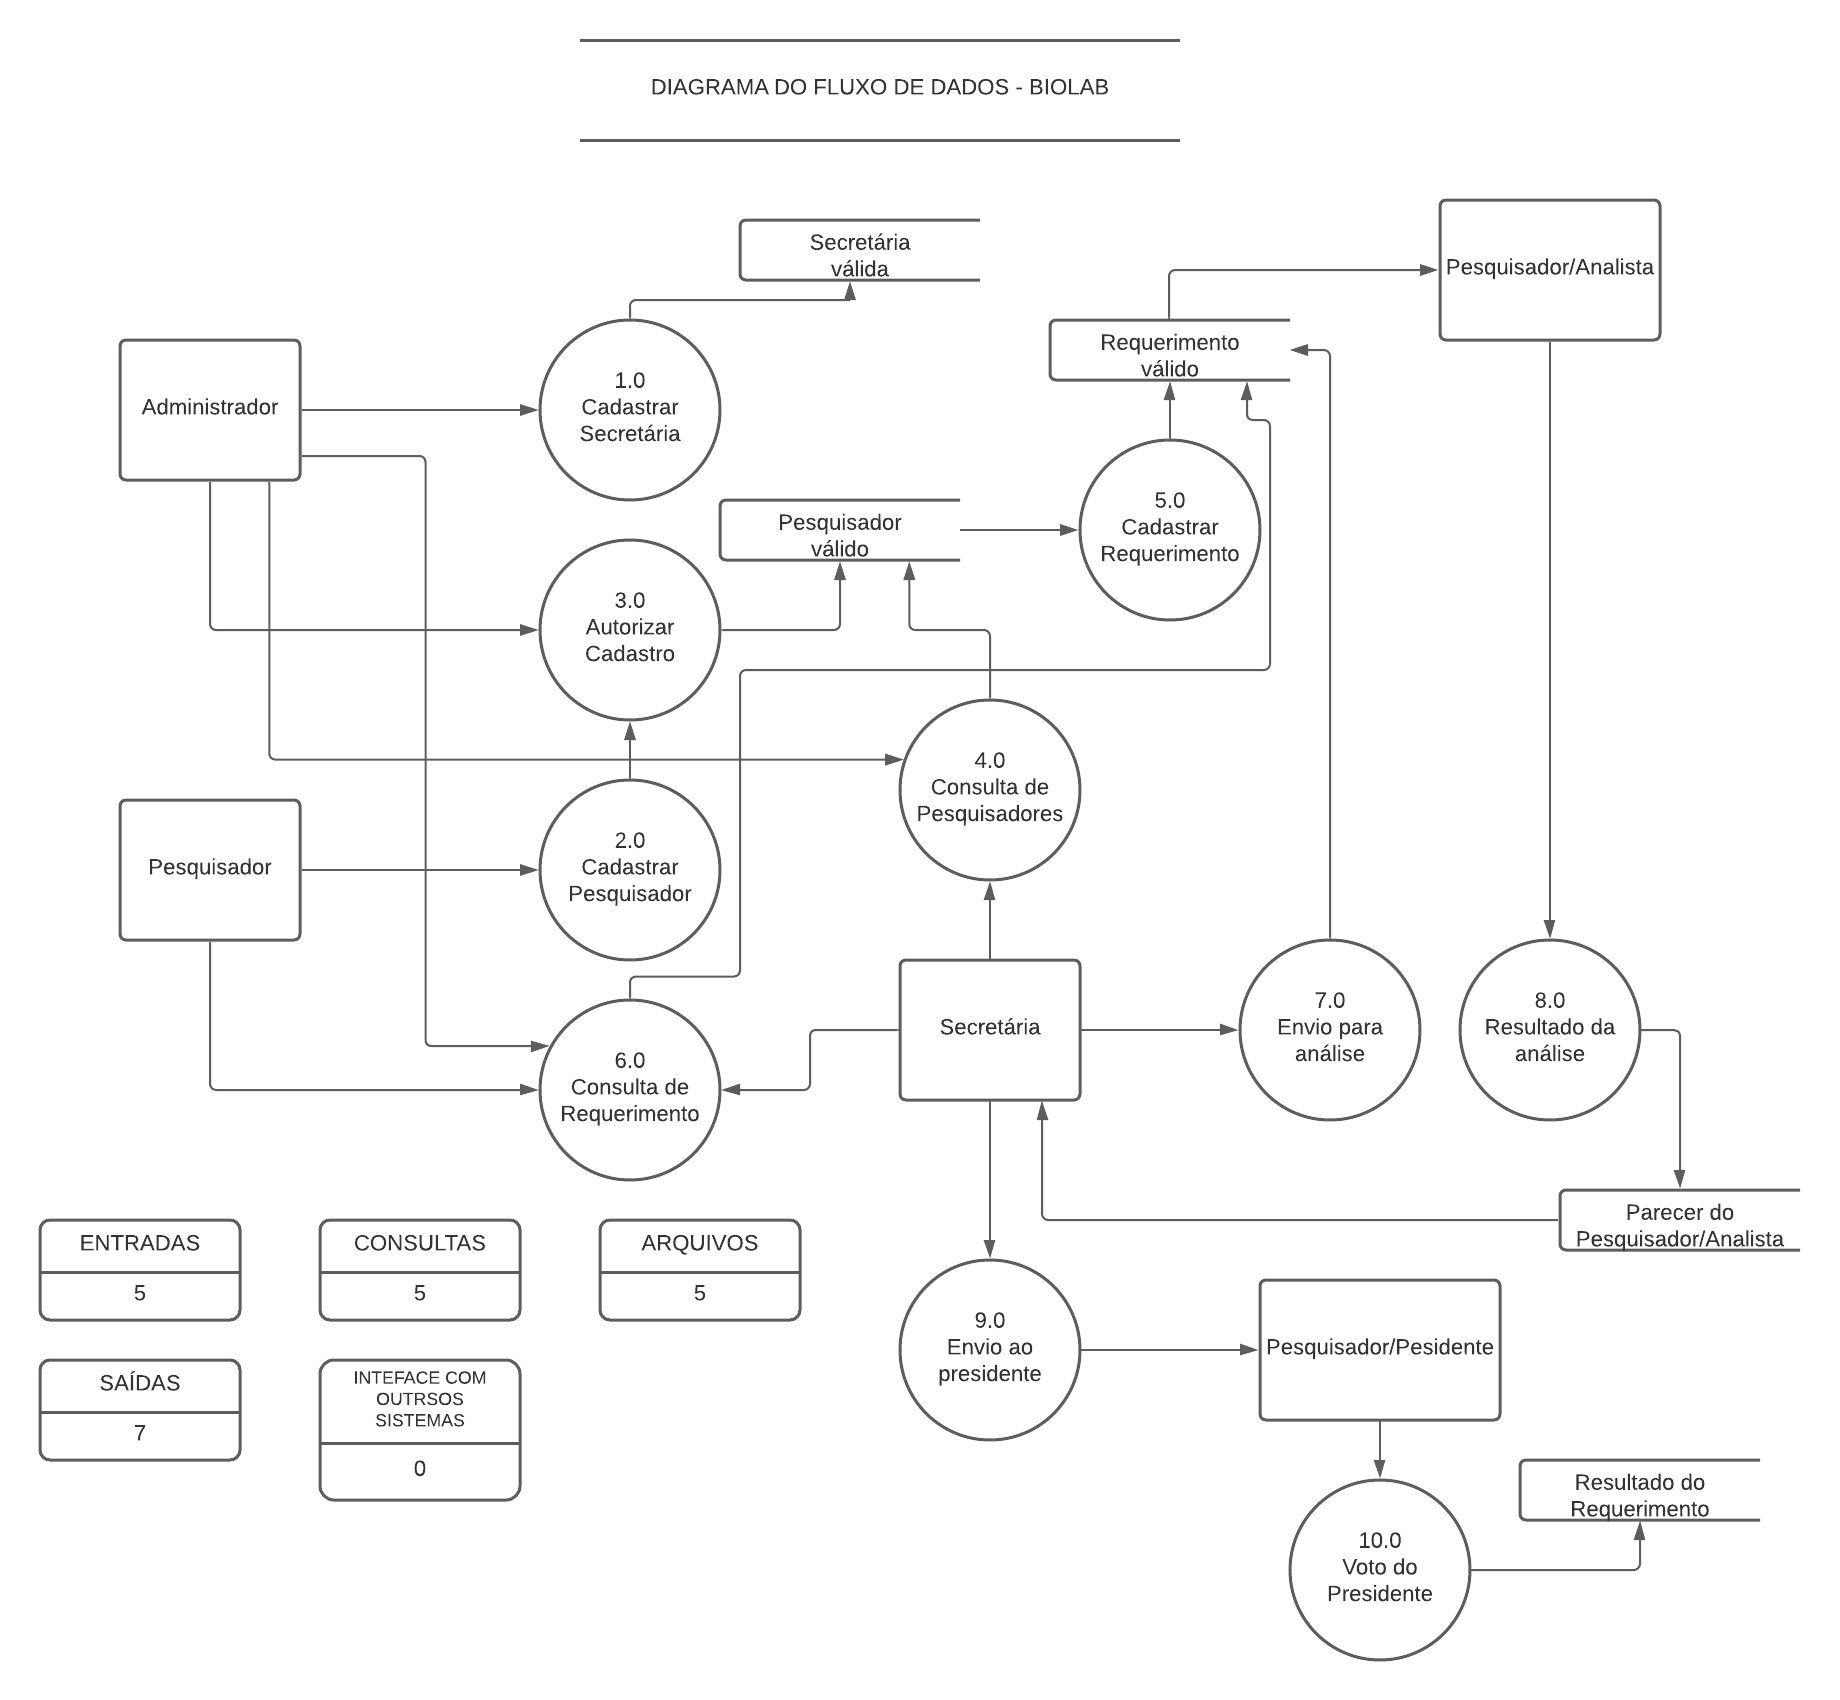 DIAGRAMA DO FLUXO DE DADOS - BIOLAB
Secretária
válida
Pesquisador/Analista
Requerimento
válido
Administrador
1.0
Cadastrar
Secretária
Pesquisador
válido
5.0
Cadastrar
Requerimento
3.0
Autorizar
Cadastro
4.0
Consulta de
Pesquisadores
Pesquisador
2.0
Cadastrar
Pesquisador
Secretária
7.0
Envio para
análise
8.0
Resultado da
análise
6.0
Consulta de
Requerimento
Parecer do
Pesquisador/Analista
ENTRADAS
5
CONSULTAS
5
ARQUIVOS
5
9.0
Envio ao
presidente
Pesquisador/Pesidente
SAÍDAS
7
INTEFACE COM
OUTRSOS
SISTEMAS
0
Resultado do
Requerimento
10.0
Voto do
Presidente